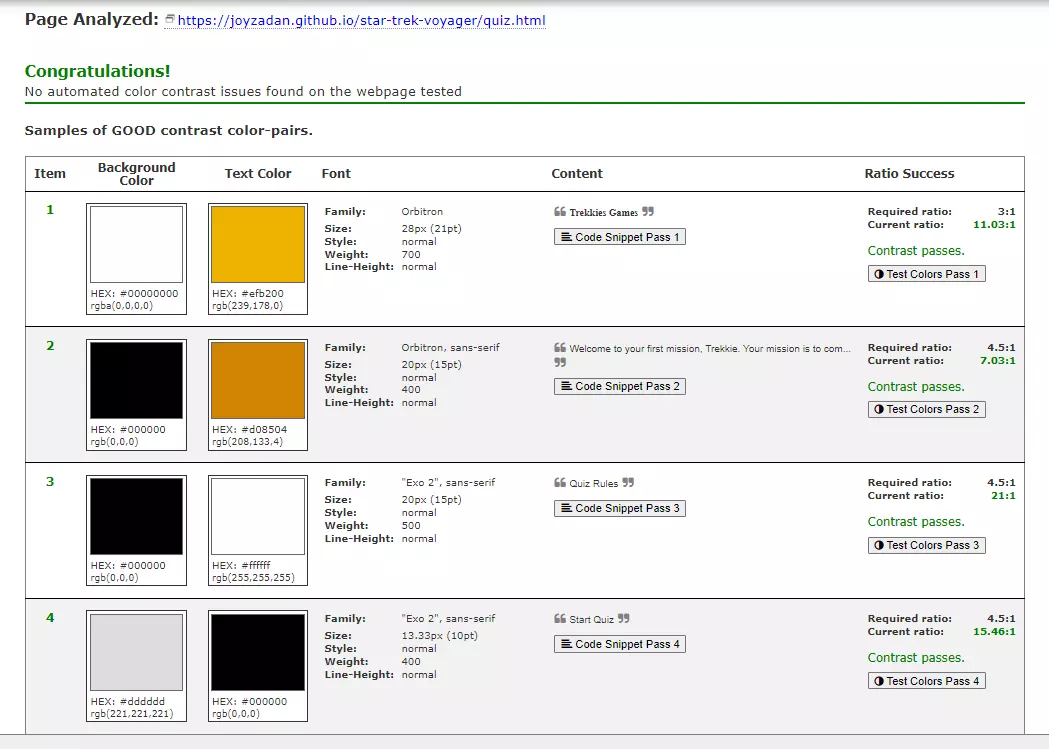 Page Analyzed: https://joyzadan.github.io/star-trek-voyager/quiz.html
Congratulations!
No automated color contrast issues found on the webpage tested
Samples of GOOD contrast color-pairs.
Item Background Color Text Color Font Content Ratio Success
1
HEX: #00000000
rgba(0,0,0,0)
HEX: #efb200
rgb(239,178,0)
Family: Orbitron
Size: 28px (21pt)
Style: normal
Weight: 700
Line-Height: normal
❝ Trekkies Games ❞
Code Snippet Pass 1
Required ratio: 3:1
Current ratio: 11.03:1
Contrast passes.
Test Colors Pass 1
2
HEX: #000000
rgb(0,0,0)
HEX: #d08504
rgb(208,133,4)
Family: Orbitron, sans-serif
Size: 20px (15pt)
Style: normal
Weight: 400
Line-Height: normal
❝ Welcome to your first mission, Trekkie. Your mission is to com...
❞
Code Snippet Pass 2
Required ratio: 4.5:1
Current ratio: 7.03:1
Contrast passes.
Test Colors Pass 2
3
HEX: #000000
rgb(0,0,0)
HEX: #ffffff
rgb(255,255,255)
Family: "Exo 2", sans-serif
Size: 20px (15pt)
Style: normal
Weight: 500
Line-Height: normal
❝ Quiz Rules ❞
Code Snippet Pass 3
Required ratio: 4.5:1
Current ratio: 21:1
Contrast passes.
Test Colors Pass 3
4
HEX: #dddddd
rgb(221,221,221)
HEX: #000000
rgb(0,0,0)
Family: "Exo 2", sans-serif
Size: 13.33px (10pt)
Style: normal
Weight: 400
Line-Height: normal
❝ Start Quiz ❞
Code Snippet Pass 4
Required ratio: 4.5:1
Current ratio: 15.46:1
Contrast passes.
Test Colors Pass 4